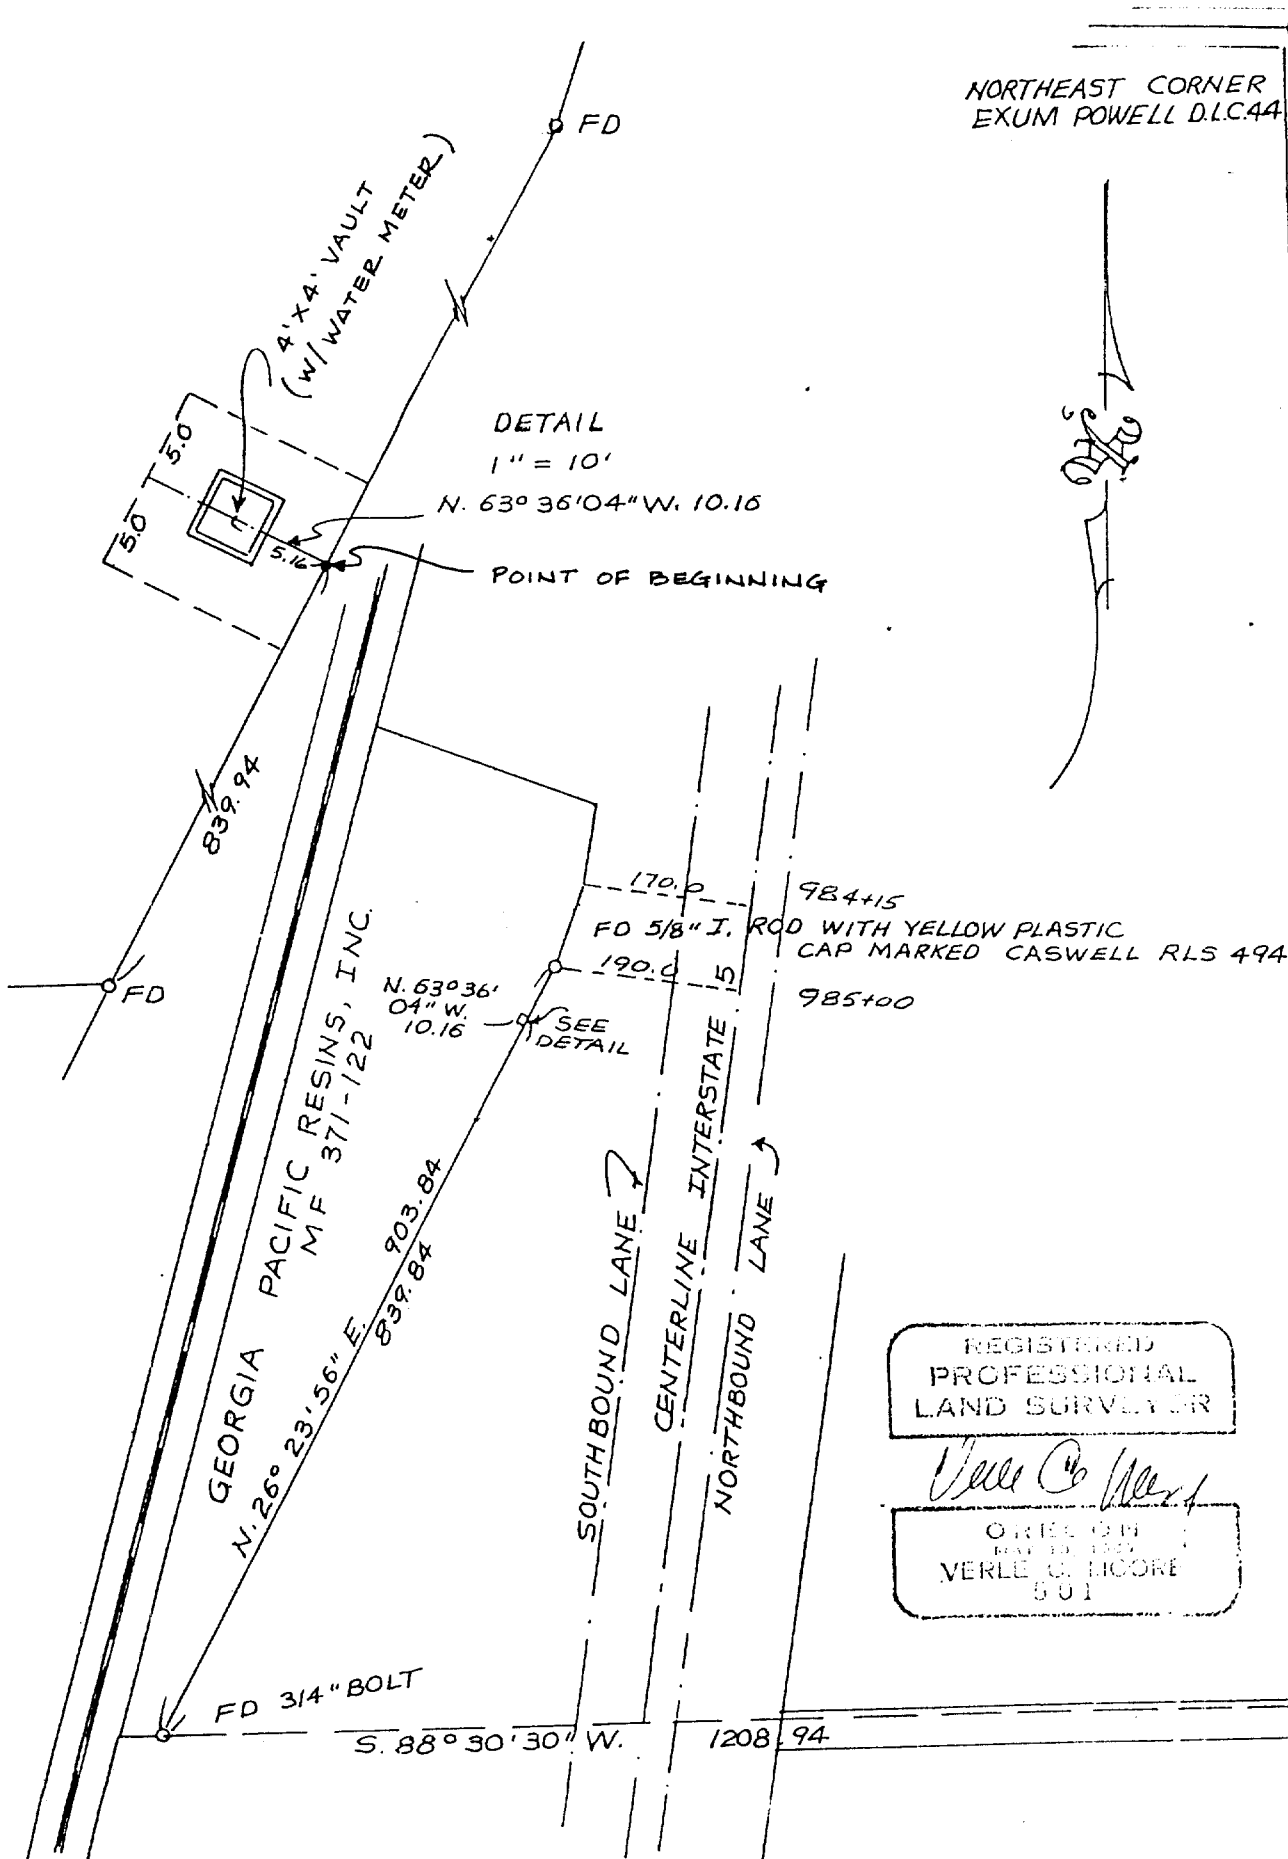 NORTHEAST CORNER
EXUM POWELL D.L.C.44
FD
4'X4' VAULT
(W/WATER METER)
5.0
5.0
5.16
DETAIL
1" = 10'
N. 63° 36'04" W. 10.16
POINT OF BEGINNING
839.94
FD
170.0
984+15
FD 5/8" I. ROD WITH YELLOW PLASTIC
CAP MARKED CASWELL RLS 494
190.0
985+00
N. 63° 36'
04" W.
10.16
SEE
DETAIL
GEORGIA PACIFIC RESINS, INC.
MF 371-122
N. 26° 23' 56" E. 903.84
839.84
SOUTHBOUND LANE
CENTERLINE INTERSTATE 5
NORTHBOUND LANE
REGISTERED
PROFESSIONAL
LAND SURVEYOR
OREGON
VERLE C. MOORE
501
FD 3/4" BOLT
S. 88° 30' 30" W. 1208.94